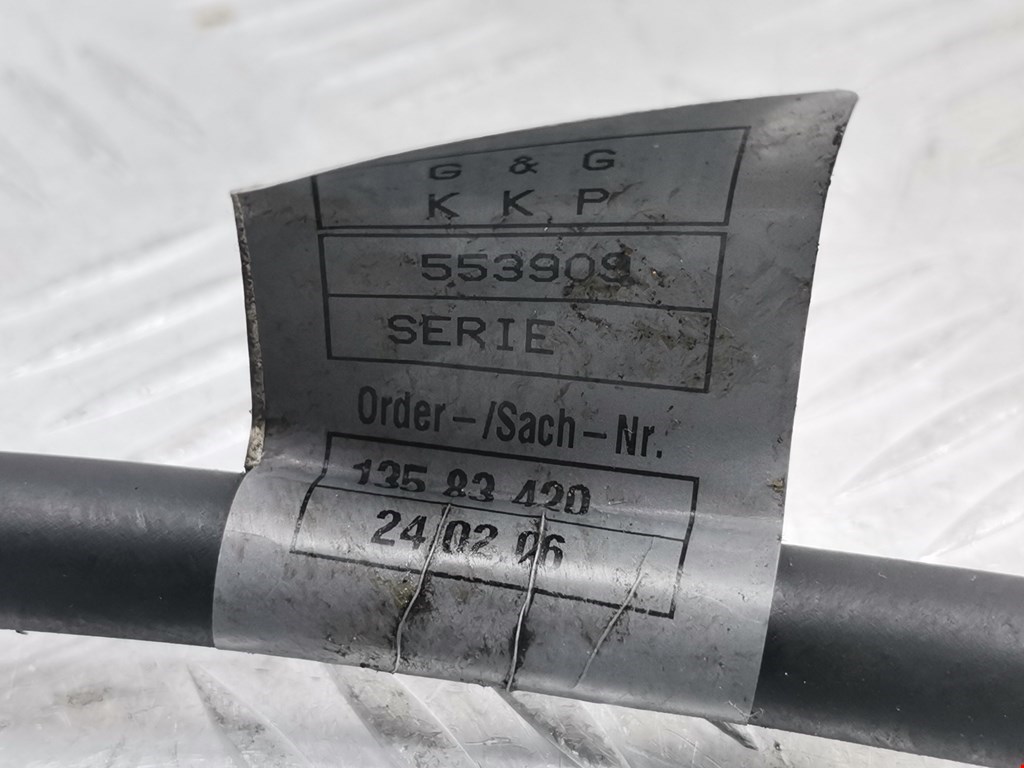 G & G
K K P
553909
SERIE
Order-/Sach-Nr.
135 83 420
24 02 06